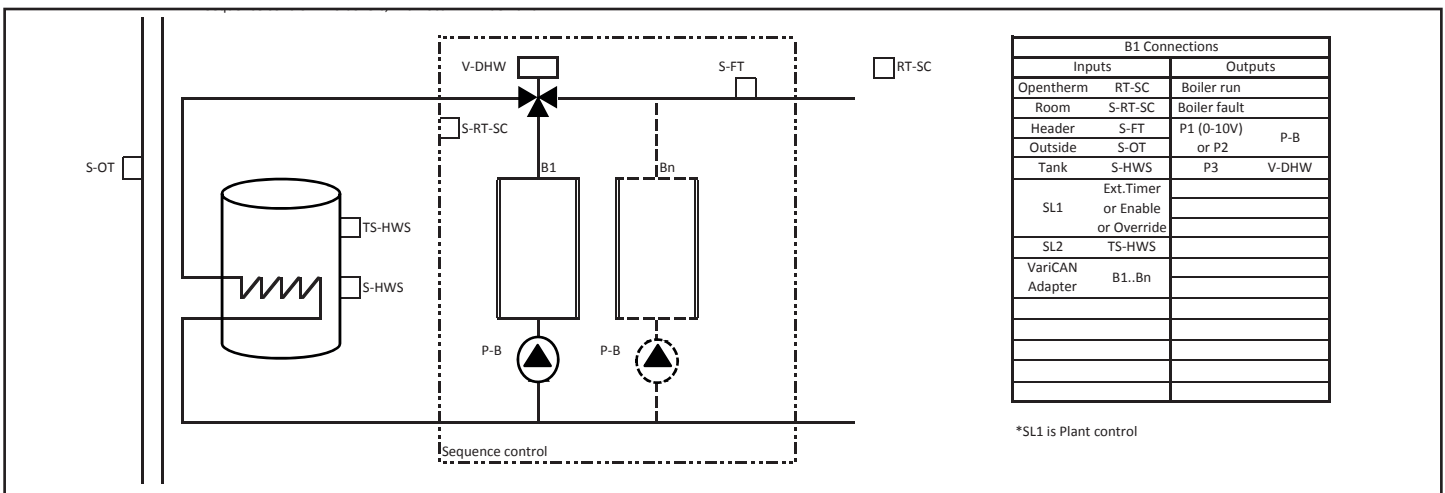 V-DHW
S-FT
RT-SC
S-RT-SC
S-OT
B1
Bn
TS-HWS
S-HWS
P-B
P-B
Sequence control
B1 Connections
Inputs Outputs
Opentherm RT-SC Boiler run
Room S-RT-SC Boiler fault
Header S-FT P1 (0-10V)
or P2 P-B
Outside S-OT
Tank S-HWS P3 V-DHW
SL1 Ext.Timer
or Enable
or Override
SL2 TS-HWS
VariCAN
Adapter B1..Bn
*SL1 is Plant control